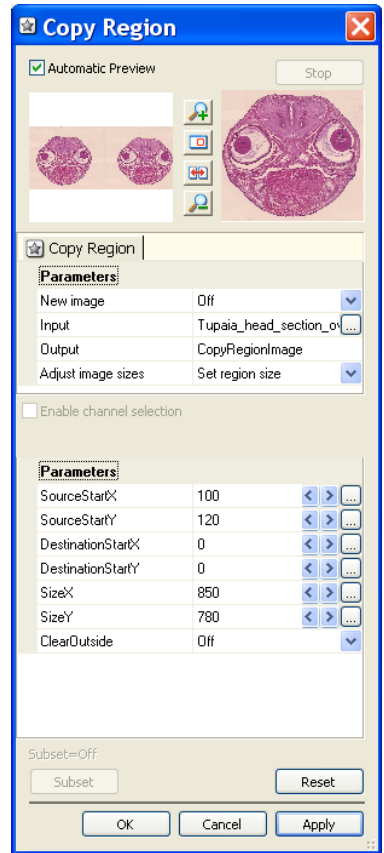 Copy Region
Automatic Preview
Stop
Copy Region
Parameters
New image Off
Input Tupaia_head_section_ov ...
Output CopyRegionImage
Adjust image sizes Set region size
Enable channel selection
Parameters
SourceStartX 100 < > ...
SourceStartY 120 < > ...
DestinationStartX 0 < > ...
DestinationStartY 0 < > ...
SizeX 850 < > ...
SizeY 780 < > ...
ClearOutside Off
Subset=Off
Subset Reset
OK Cancel Apply